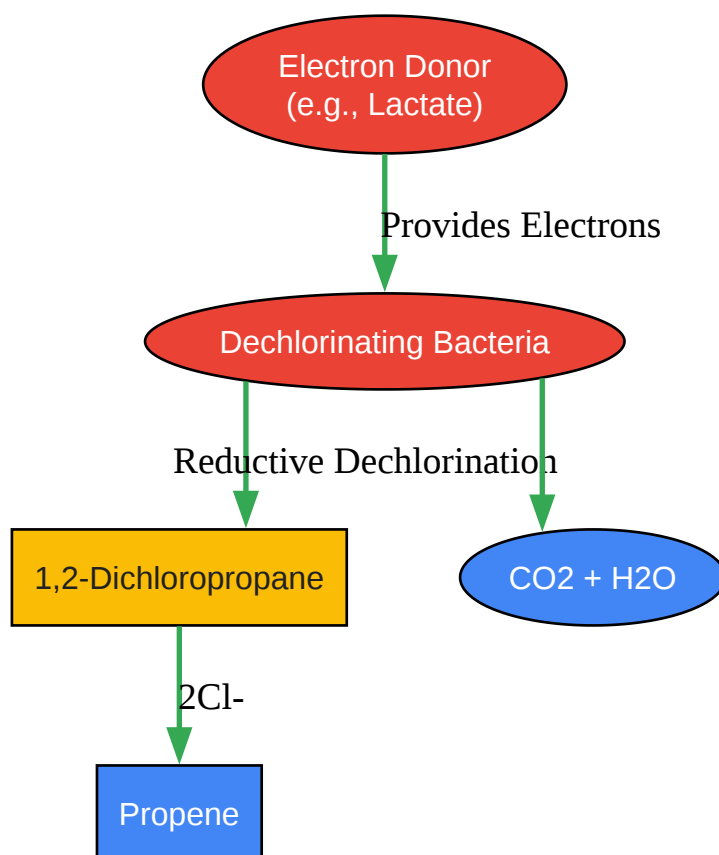 Electron Donor
(e.g., Lactate)
Provides Electrons
Dechlorinating Bacteria
Reductive Dechlorination
1,2-Dichloropropane
CO2 + H2O
2Cl-
Propene